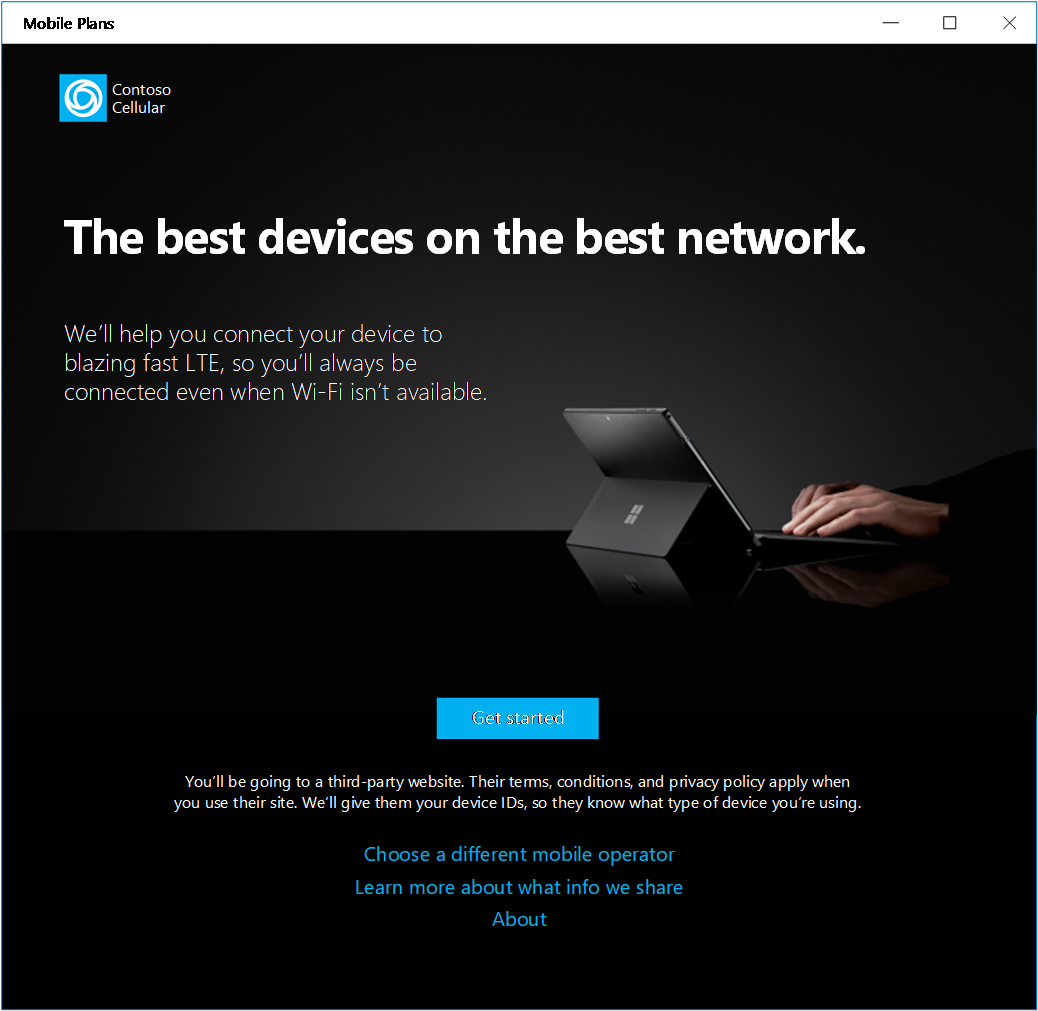 Mobile Plans
Contoso
Cellular
The best devices on the best network.
We’ll help you connect your device to
blazing fast LTE, so you’ll always be
connected even when Wi-Fi isn’t available.
Get started
You’ll be going to a third-party website. Their terms, conditions, and privacy policy apply when
you use their site. We’ll give them your device IDs, so they know what type of device you’re using.
Choose a different mobile operator
Learn more about what info we share
About